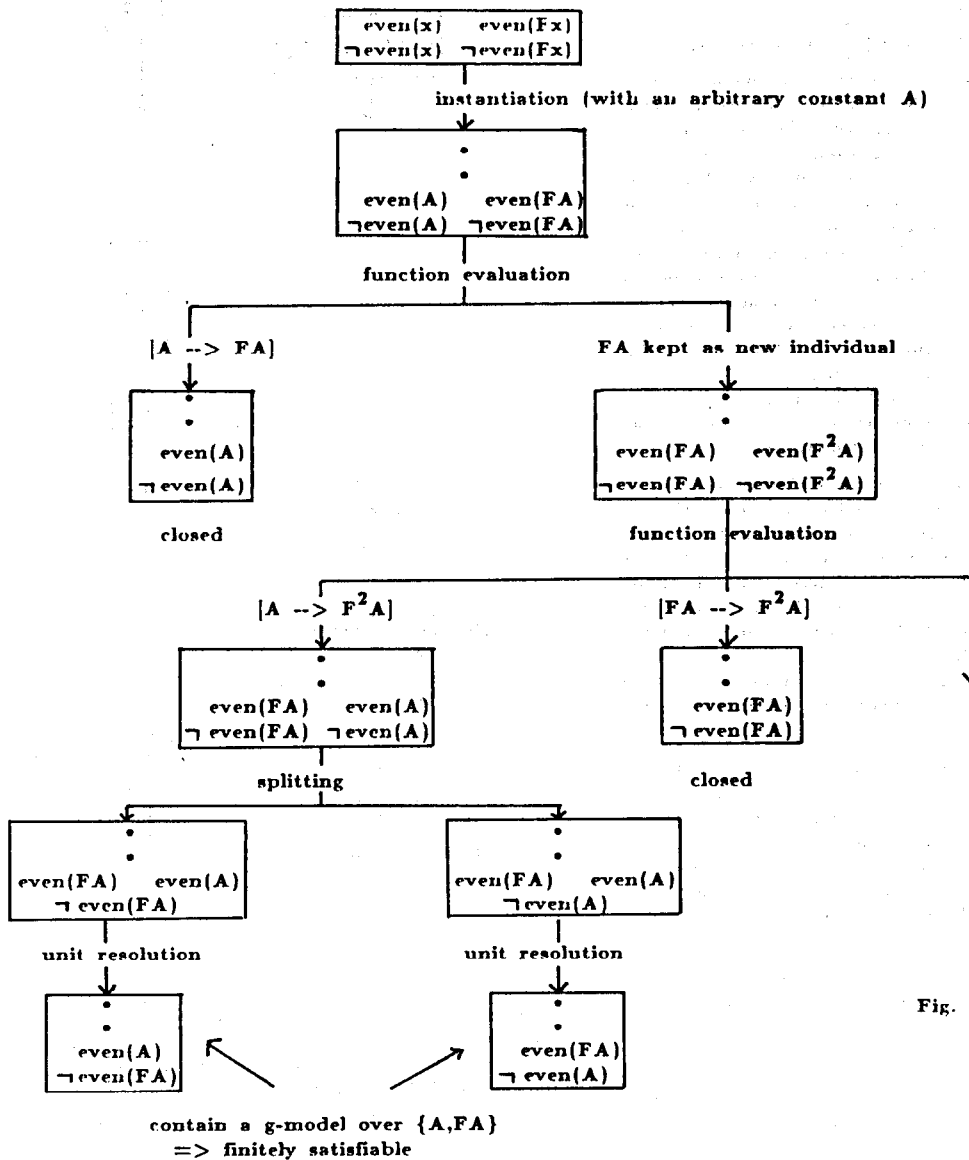 even(x) even(Fx)
¬even(x) ¬even(Fx)
instantiation (with an arbitrary constant A)
•
•
even(A) even(FA)
¬even(A) ¬even(FA)
function evaluation
[A --> FA]
FA kept as new individual
•
•
even(A)
¬even(A)
closed
•
•
even(FA) even(F²A)
¬even(FA) ¬even(F²A)
function evaluation
[A --> F²A]
[FA --> F²A]
•
•
even(FA) even(A)
¬even(FA) ¬even(A)
splitting
•
•
even(FA)
¬even(FA)
closed
•
•
even(FA) even(A)
¬even(FA)
unit resolution
•
•
even(FA) even(A)
¬even(A)
unit resolution
•
•
even(A)
¬even(FA)
•
•
even(FA)
¬even(A)
Fig.
contain a g-model over {A,FA}
=> finitely satisfiable